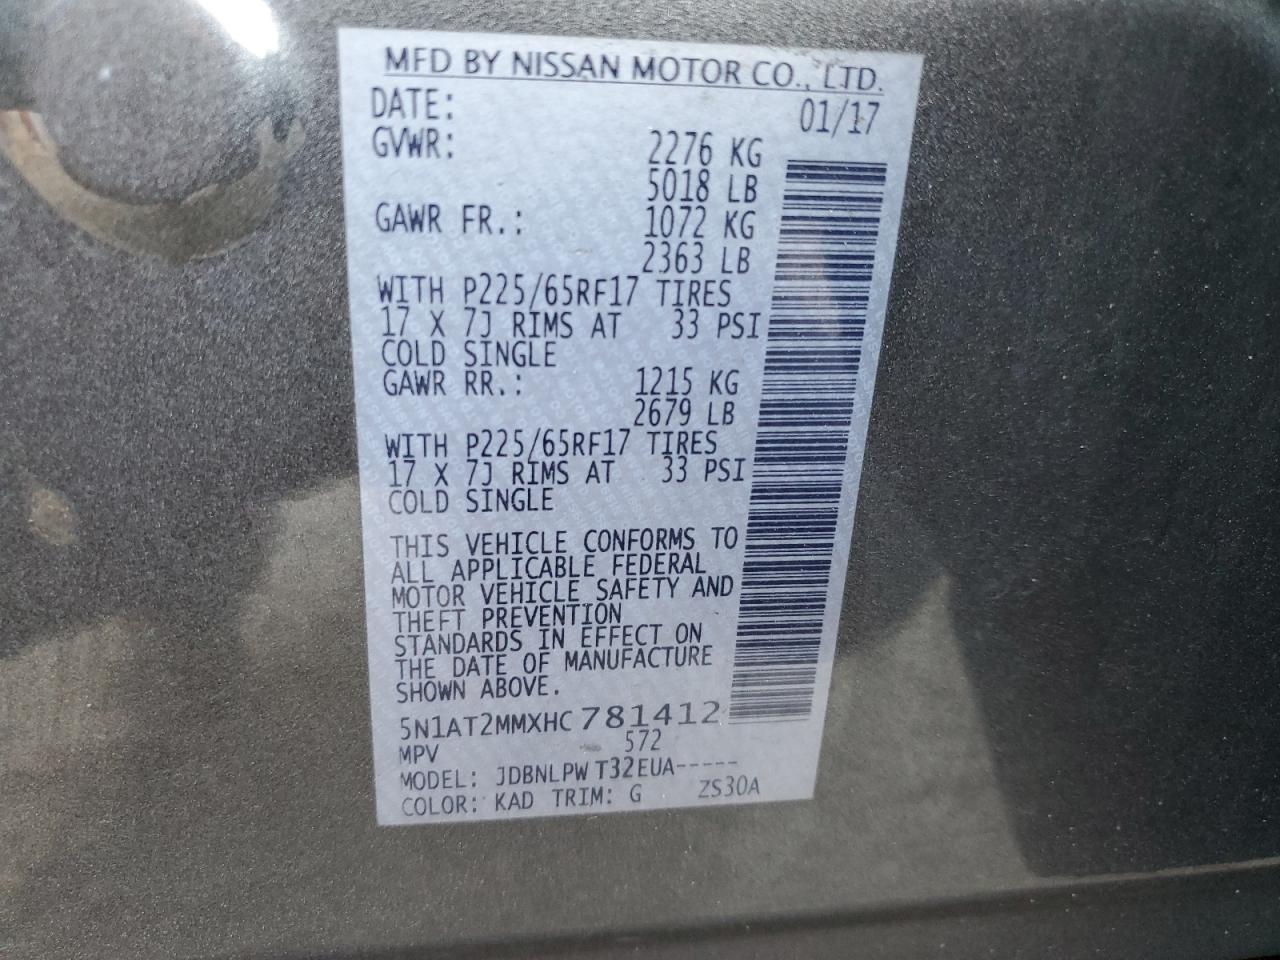 MFD BY NISSAN MOTOR CO., LTD.
DATE: 01/17
GVWR: 2276 KG
5018 LB
GAWR FR.: 1072 KG
2363 LB
WITH P225/65RF17 TIRES
17 X 7J RIMS AT 33 PSI
COLD SINGLE
GAWR RR.: 1215 KG
2679 LB
WITH P225/65RF17 TIRES
17 X 7J RIMS AT 33 PSI
COLD SINGLE
THIS VEHICLE CONFORMS TO
ALL APPLICABLE FEDERAL
MOTOR VEHICLE SAFETY AND
THEFT PREVENTION
STANDARDS IN EFFECT ON
THE DATE OF MANUFACTURE
SHOWN ABOVE.
5N1AT2MMXHC781412
MPV 572
MODEL: JDBNLPW T32EUA-----
COLOR: KAD TRIM: G ZS30A